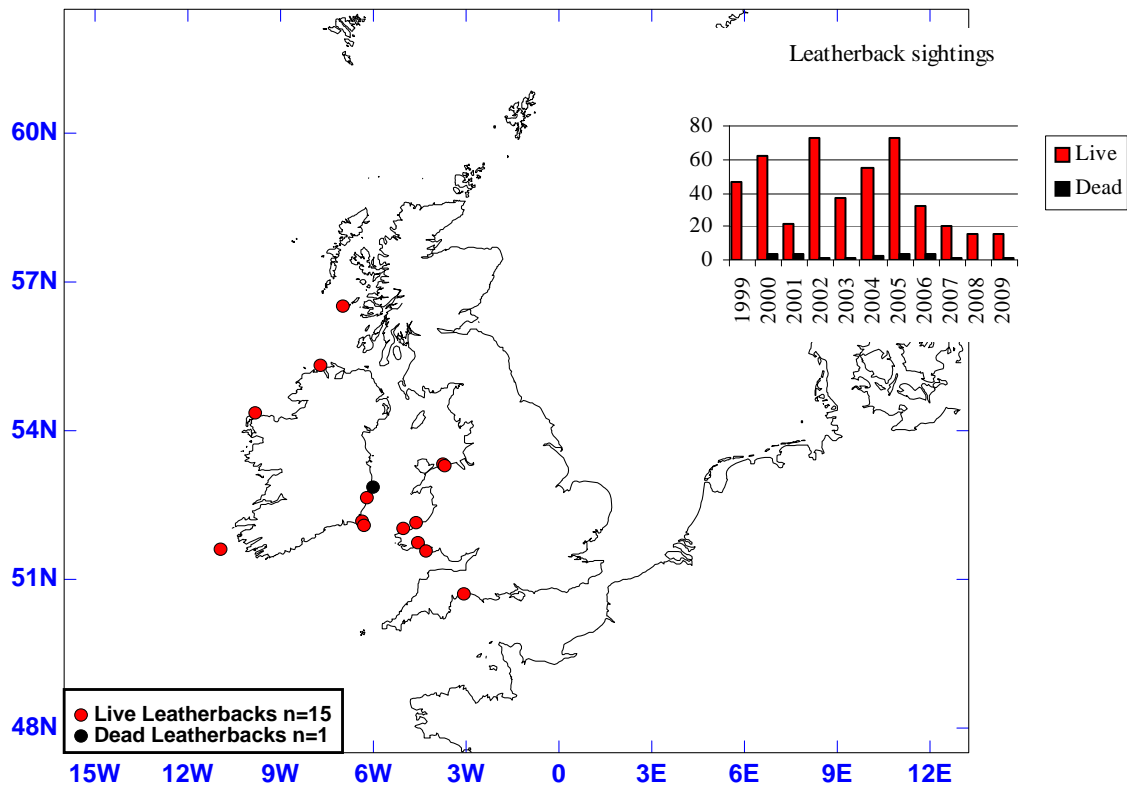 Leatherback sightings
80
60
40
20
0
Live
Dead
1999
2000
2001
2002
2003
2004
2005
2006
2007
2008
2009
60N
57N
54N
51N
48N
Live Leatherbacks n=15
Dead Leatherbacks n=1
15W 12W 9W 6W 3W 0 3E 6E 9E 12E